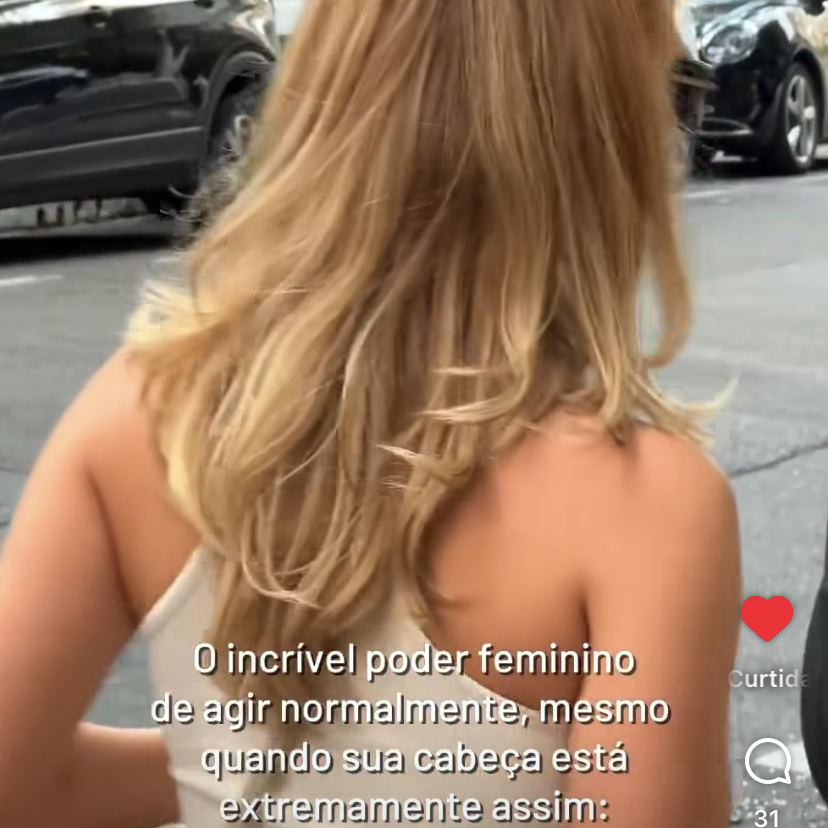 O incrível poder feminino
de agir normalmente, mesmo
quando sua cabeça está
extremamente assim:
Curtida
31